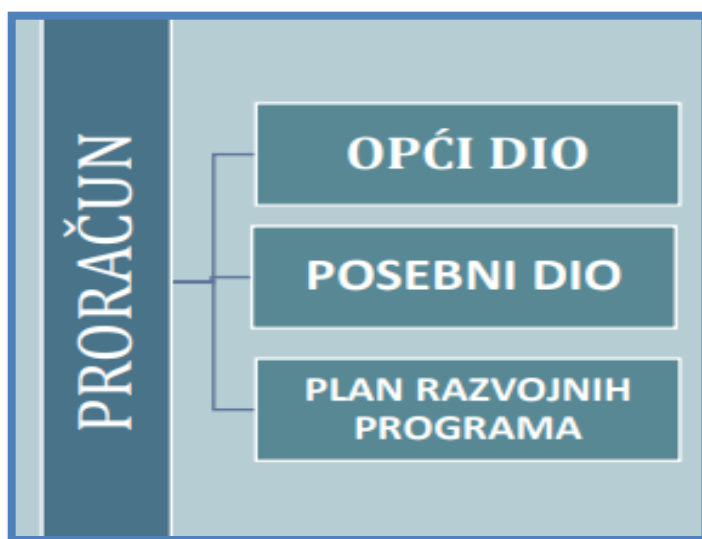 PRORAČUN
OPĆI DIO
POSEBNI DIO
PLAN RAZVOJNIH
PROGRAMA